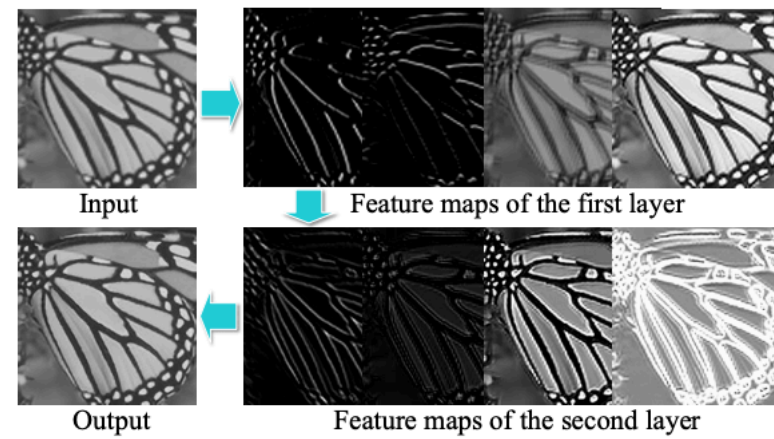 Input
Feature maps of the first layer
Output
Feature maps of the second layer